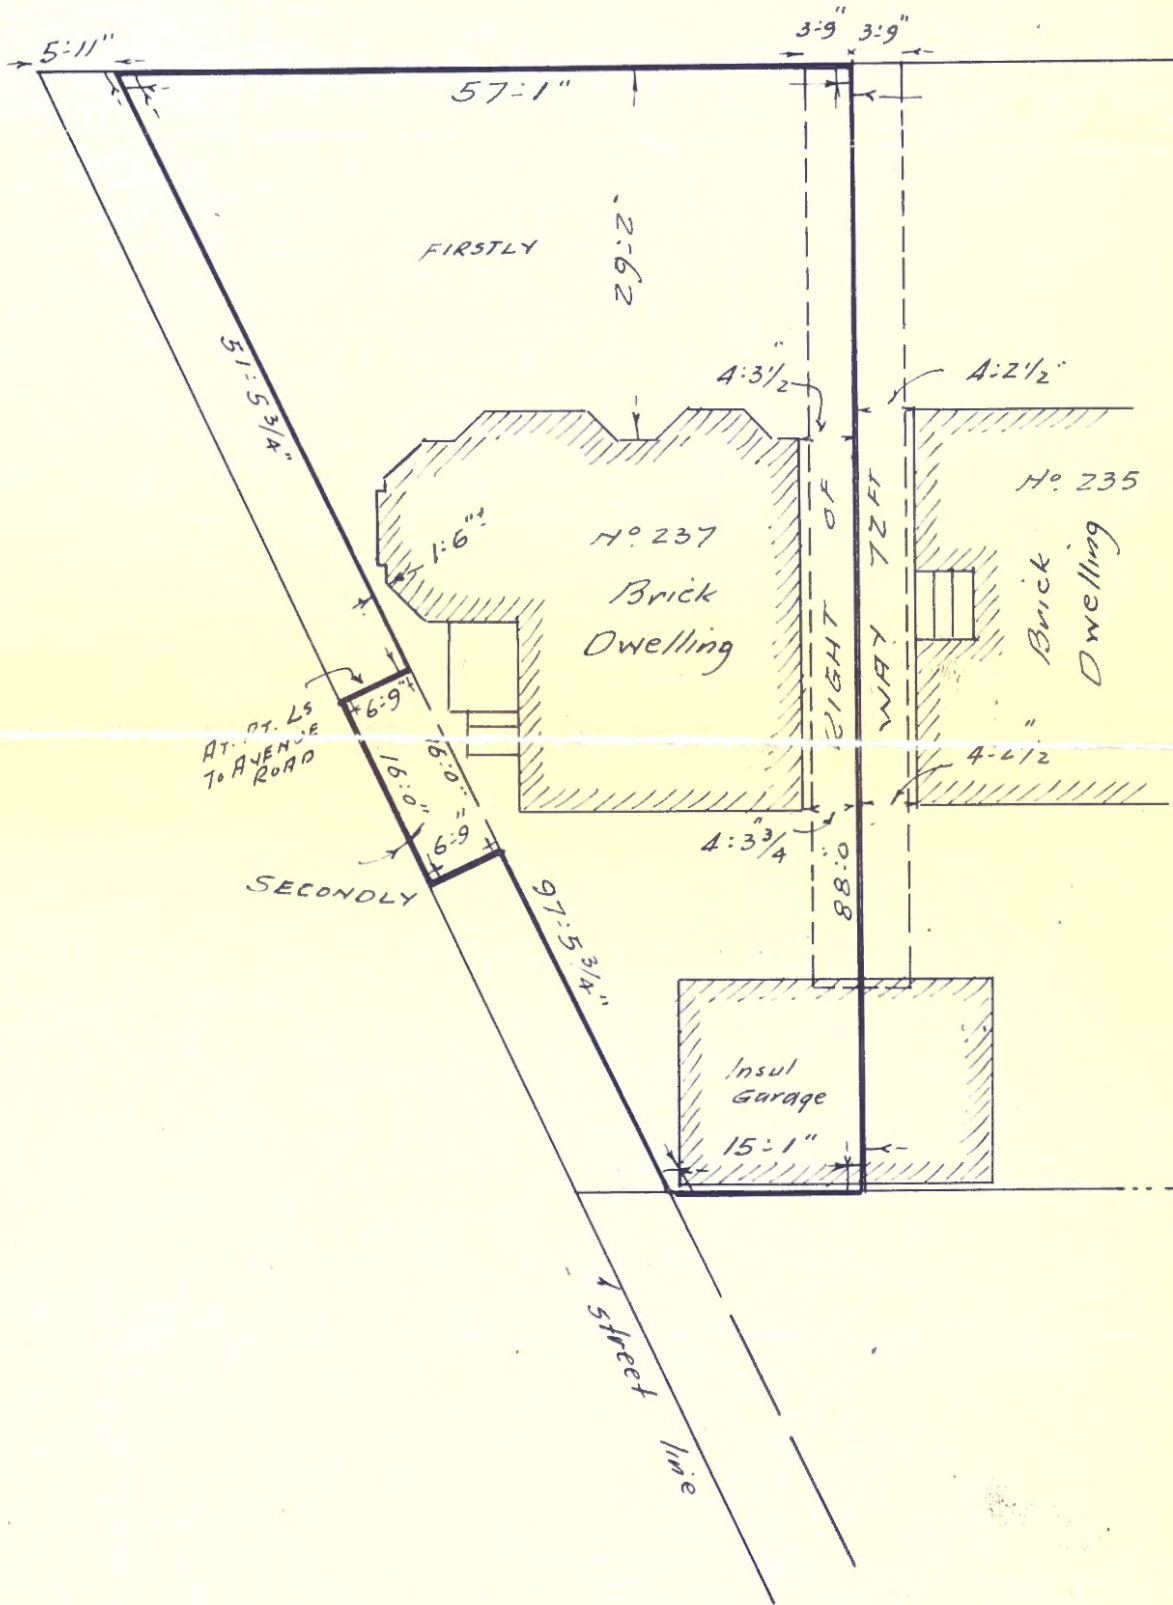 5:11"
3:9" 3:9"
57:1"
FIRSTLY
29:2"
51:5 3/4"
4:3 1/2"
4:2 1/2"
No. 237
Brick
Dwelling
1:6"±
No. 235
Brick
Dwelling
RIGHT OF
WAY 72 FT
AT. RT. LS
TO AVENUE
ROAD
6:9"
16:0"
16:0"
6:9"
SECONDLY
4:3 3/4"
4:2 1/2"
88:0"
97:5 3/4"
Insul
Garage
15:1"
street line